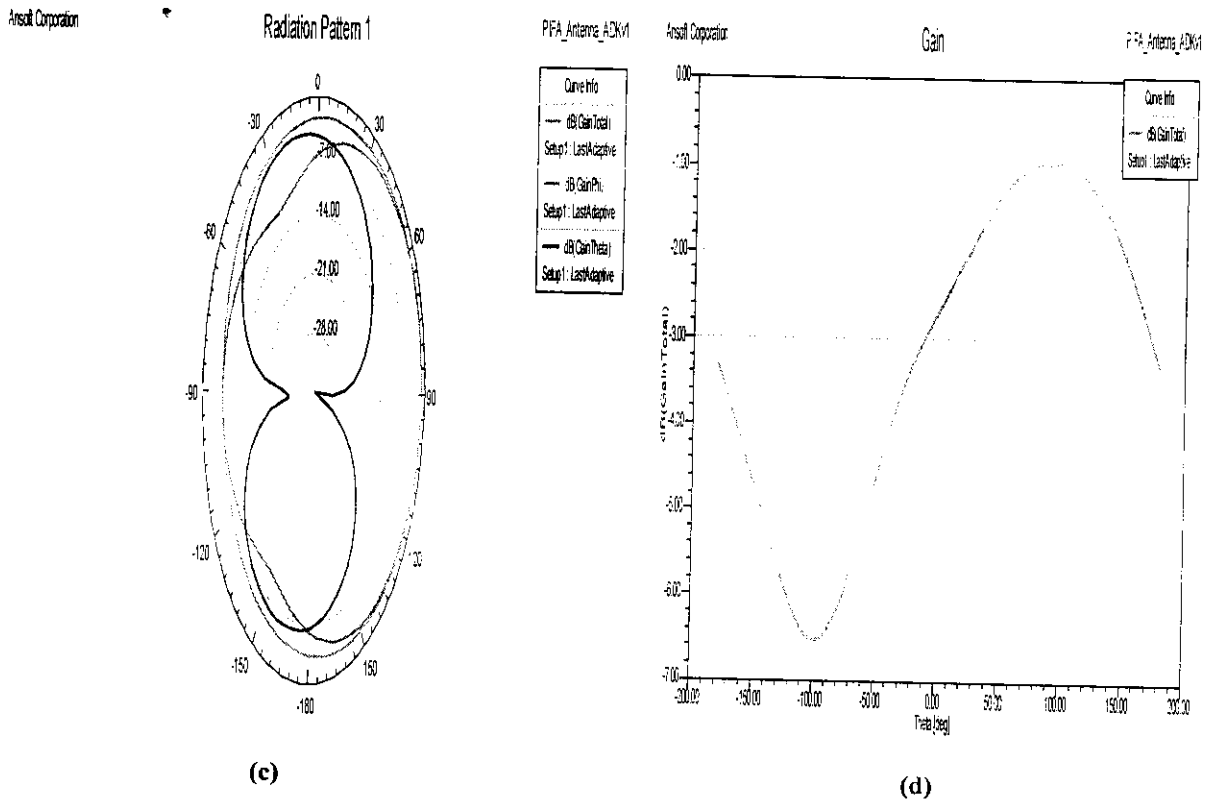 Ansoft Corporation
Radiation Pattern 1
PIFA_Antenna_ADKv1
Curve Info
dB(GainTotal)
Setup1 : LastAdaptive
dB(GainPhi)
Setup1 : LastAdaptive
dB(GainTheta)
Setup1 : LastAdaptive
0
-30
30
-7.00
-60
-14.00
60
-21.00
-28.00
-90
90
-120
120
-150
150
-180
(c)
Ansoft Corporation
Gain
PIFA_Antenna_ADKv1
Curve Info
dB(GainTotal)
Setup1 : LastAdaptive
0.00
-1.00
-2.00
-3.00
-4.00
-5.00
-6.00
-7.00
dB(GainTotal)
-200.00 -150.00 -100.00 -50.00 0.00 50.00 100.00 150.00 200.00
Theta [deg]
(d)